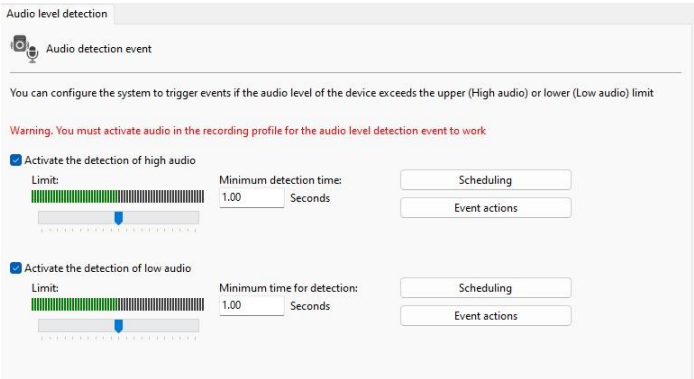 Audio level detection
Audio detection event
You can configure the system to trigger events if the audio level of the device exceeds the upper (High audio) or lower (Low audio) limit
Warning. You must activate audio in the recording profile for the audio level detection event to work
Activate the detection of high audio
Limit: Minimum detection time: Scheduling
1.00 Seconds
Event actions
Activate the detection of low audio
Limit: Minimum time for detection: Scheduling
1.00 Seconds
Event actions